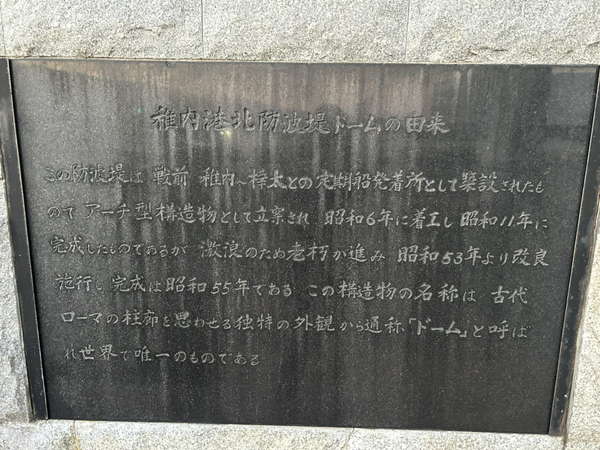 稚内港北防波堤ドームの由来
この防波堤は 戦前 稚内〜樺太との定期船発着所として築設されたも
ので アーチ型構造物として立案され 昭和6年に着工し 昭和11年に
完成したものであるが 激浪のため老朽が進み 昭和53年より改良
施行し 完成は昭和55年である この構造物の名称は 古代
ローマの柱廊を思わせる独特の外観から通称「ドーム」と呼ば
れ世界で唯一のものである